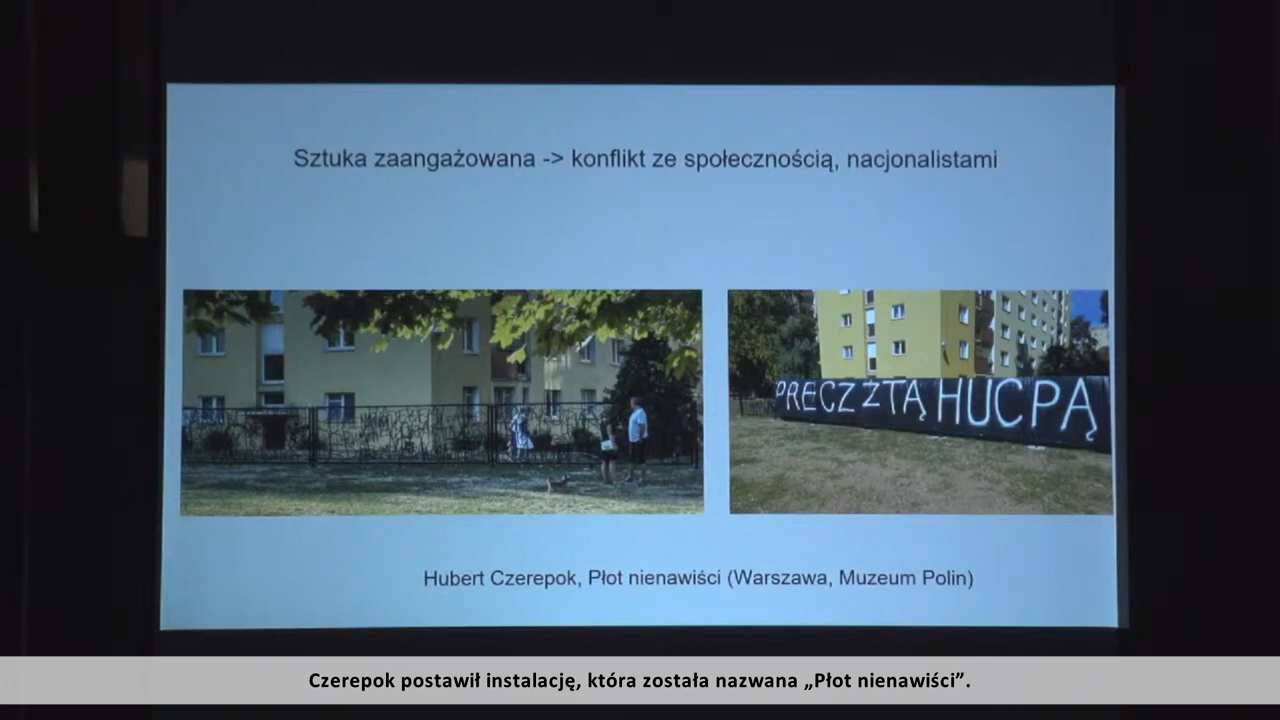 Sztuka zaangażowana -> konflikt ze społecznością, nacjonalistami
PRECZ Z TĄ HUCPĄ
Hubert Czerepok, Płot nienawiści (Warszawa, Muzeum Polin)
Czerepok postawił instalację, która została nazwana „Płot nienawiści”.